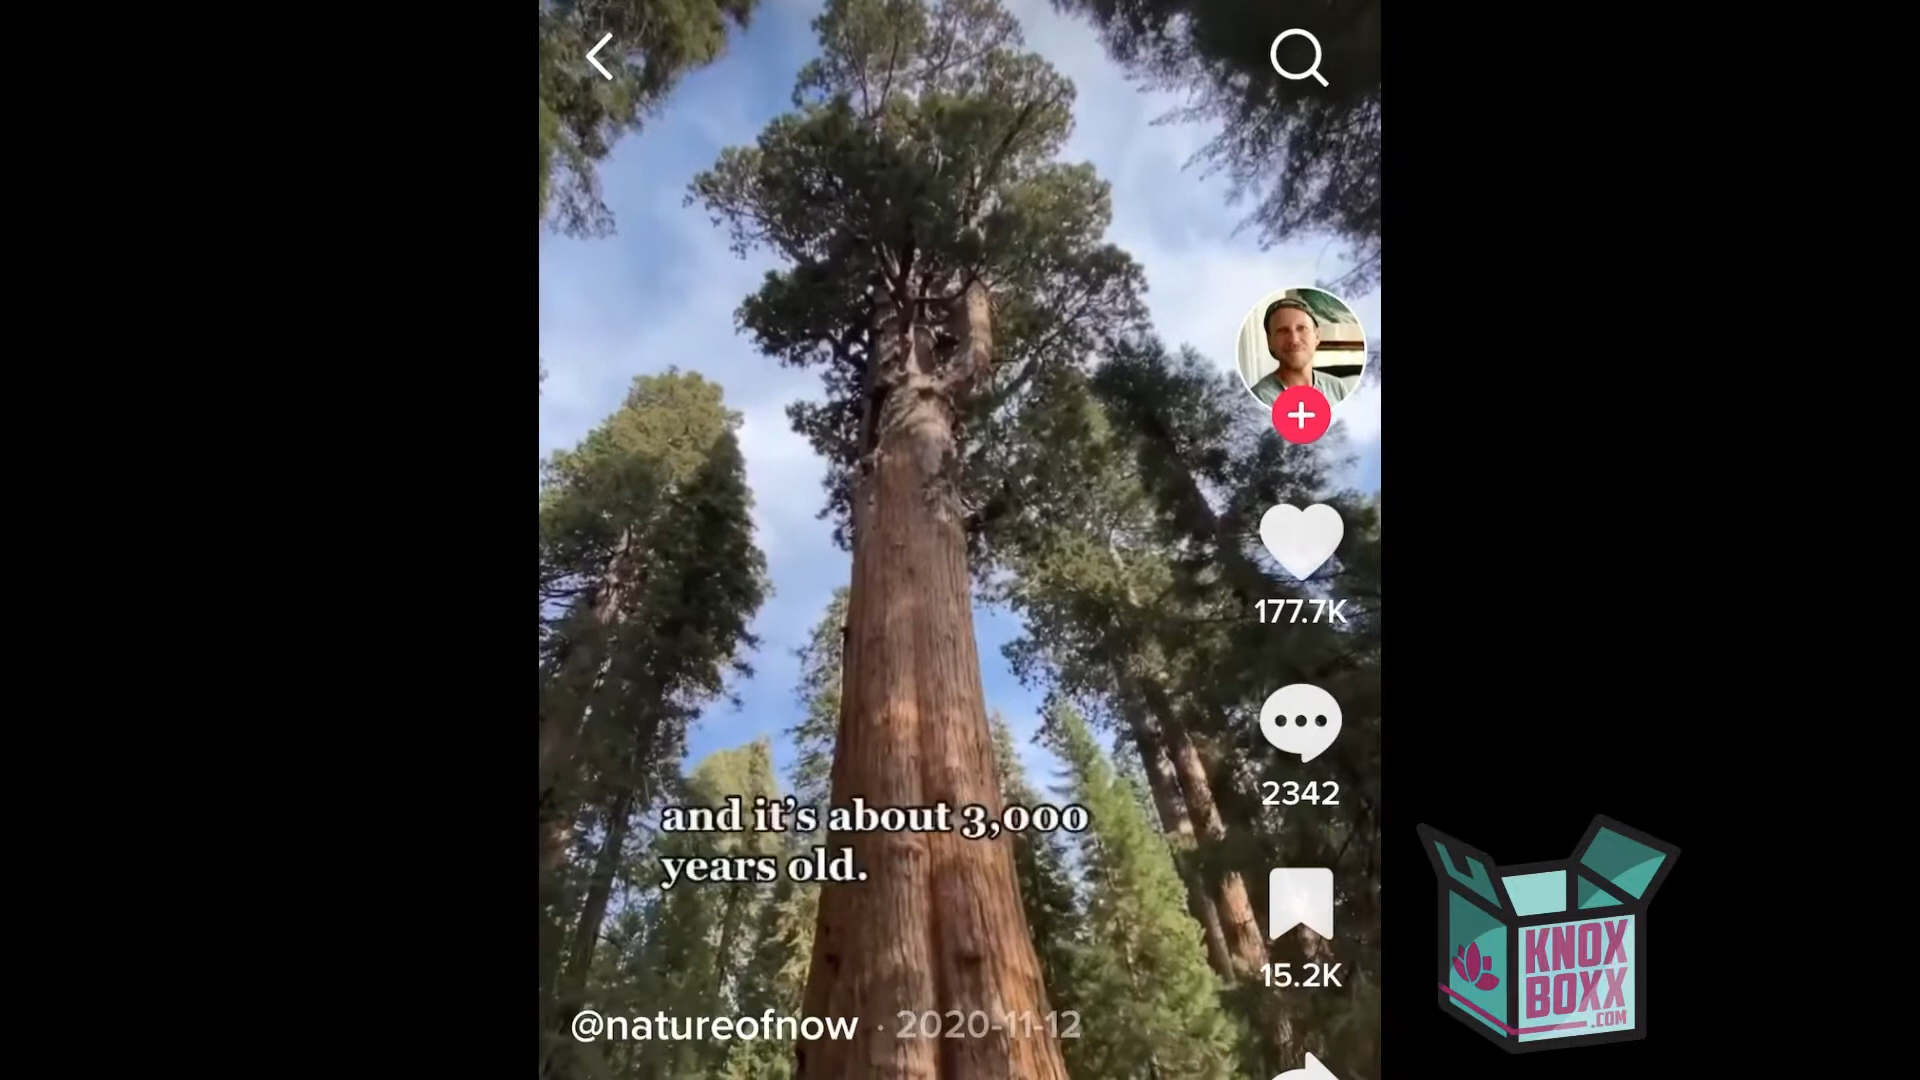 177.7K
2342
and it's about 3,000
years old.
15.2K
@natureofnow · 2020-11-12
KNOX
BOXX
.COM